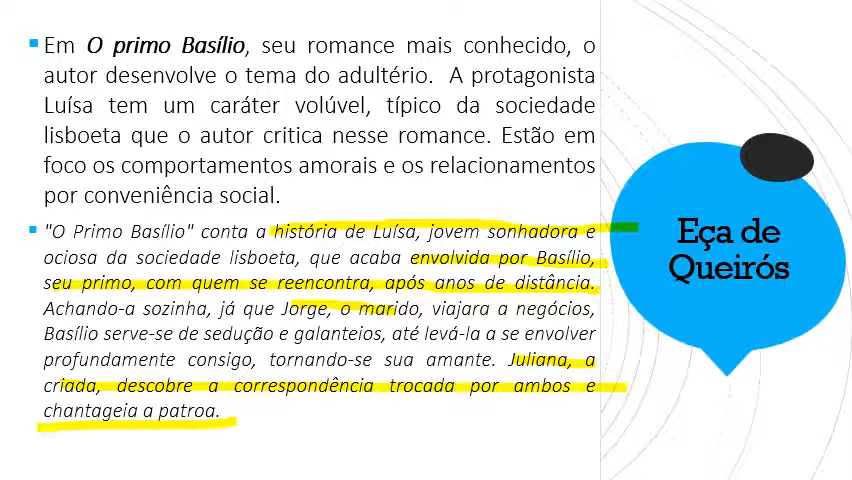 Em O primo Basílio, seu romance mais conhecido, o
autor desenvolve o tema do adultério. A protagonista
Luísa tem um caráter volúvel, típico da sociedade
lisboeta que o autor critica nesse romance. Estão em
foco os comportamentos amorais e os relacionamentos
por conveniência social.
"O Primo Basílio" conta a história de Luísa, jovem sonhadora e
ociosa da sociedade lisboeta, que acaba envolvida por Basílio,
seu primo, com quem se reencontra, após anos de distância.
Achando-a sozinha, já que Jorge, o marido, viajara a negócios,
Basílio serve-se de sedução e galanteios, até levá-la a se envolver
profundamente consigo, tornando-se sua amante. Juliana, a
criada, descobre a correspondência trocada por ambos e
chantageia a patroa.
Eça de
Queirós